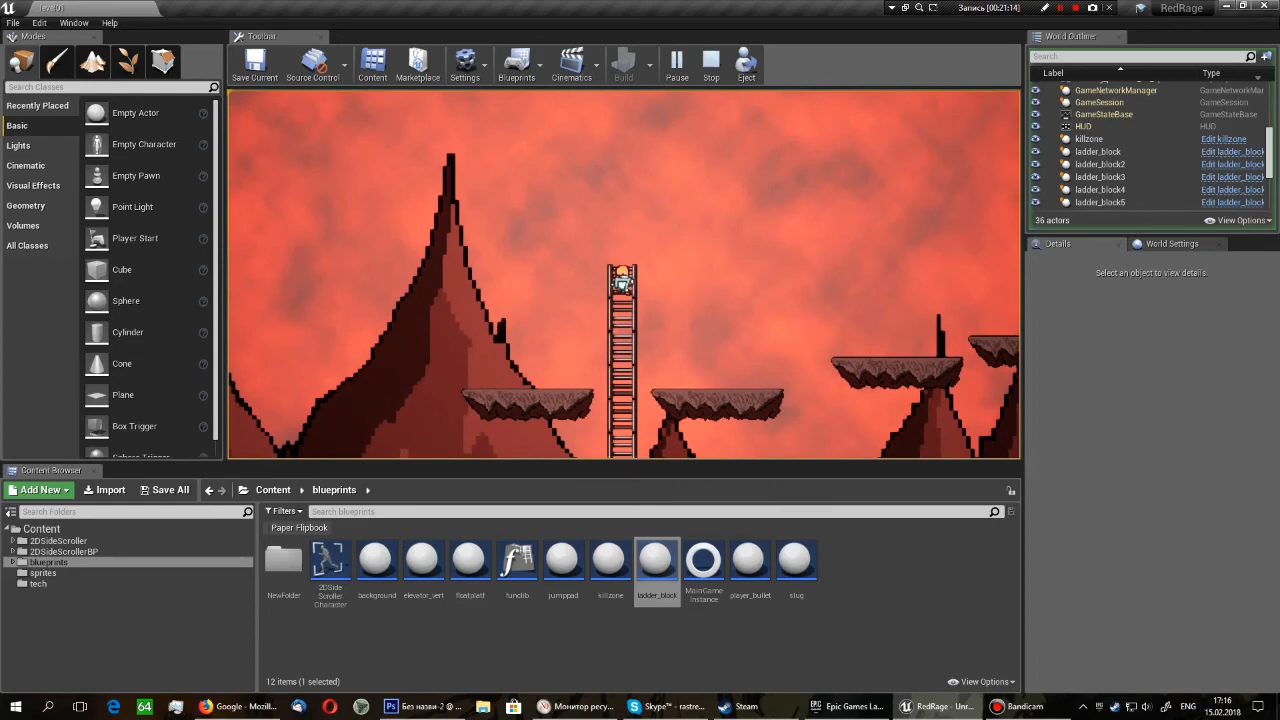 level01
Запись [00:21:14]
RedRage
File Edit Window Help
Modes
Toolbar
World Outliner
Save Current
Source Control
Content
Marketplace
Settings
Blueprints
Cinematics
Build
Pause
Stop
Eject
Search Classes
Recently Placed
Basic
Lights
Cinematic
Visual Effects
Geometry
Volumes
All Classes
Empty Actor
Empty Character
Empty Pawn
Point Light
Player Start
Cube
Sphere
Cylinder
Cone
Plane
Box Trigger
Sphere Trigger
Search
Label Type
GameNetworkManager GameNetworkMar
GameSession GameSession
GameStateBase GameStateBase
HUD HUD
killzone Edit killzone
ladder_block Edit ladder_block
ladder_block2 Edit ladder_block
ladder_block3 Edit ladder_block
ladder_block4 Edit ladder_block
ladder_block5 Edit ladder_block
36 actors View Options
Details
World Settings
Select an object to view details.
Content Browser
Add New Import Save All Content blueprints
Search Folders
Filters Search blueprints
Content
2DSideScroller
2DSideScrollerBP
blueprints
sprites
tech
Paper Flipbook
NewFolder
2DSide
Scroller
Character
background
elevator_vert
floatplatf
funclib
jumppad
killzone
ladder_block
MainGame
Instance
player_bullet
slug
12 items (1 selected)
View Options
64
Google - Mozill...
Без назви-2 @ ...
Монитор ресу...
Skype™ - rastre...
Steam
Epic Games La...
RedRage - Unr...
Bandicam
17:16
15.02.2018